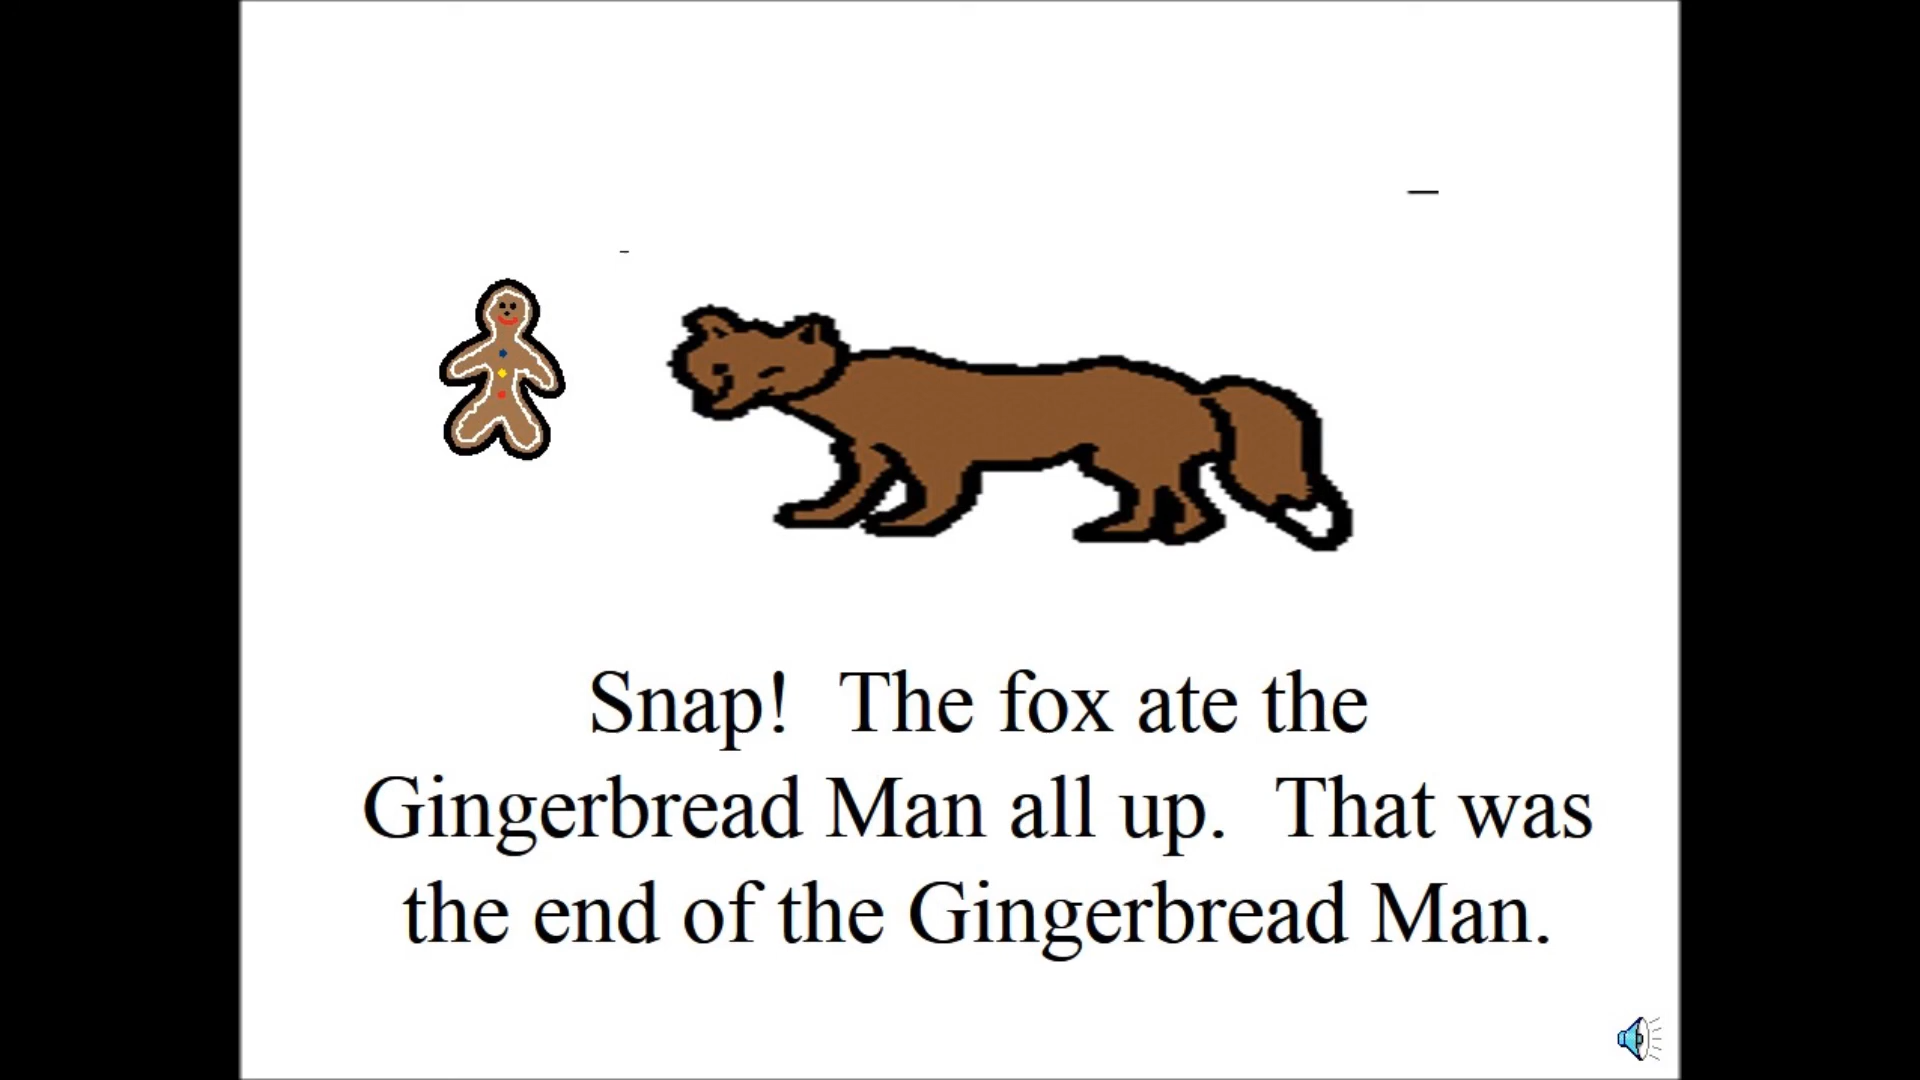 Snap!  The fox ate the
Gingerbread Man all up.  That was
the end of the Gingerbread Man.